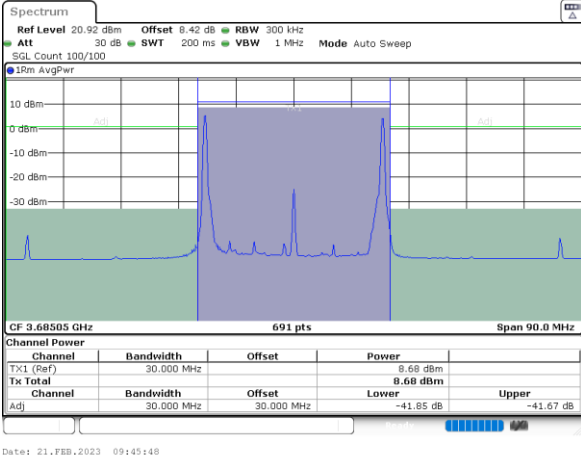 Spectrum
Ref Level 20.92 dBm Offset 8.42 dB RBW 300 kHz
Att 30 dB SWT 200 ms VBW 1 MHz Mode Auto Sweep
SGL Count 100/100
1Rm AvgPwr
10 dBm
Adj Adj
0 dBm
-10 dBm
-20 dBm
-30 dBm
CF 3.68505 GHz 691 pts Span 90.0 MHz
Channel Power
Channel Bandwidth Offset Power
TX1 (Ref) 30.000 MHz 8.68 dBm
Tx Total 8.68 dBm
Channel Bandwidth Offset Lower Upper
Adj 30.000 MHz 30.000 MHz -41.85 dB -41.67 dB
Date: 21.FEB.2023 09:45:48